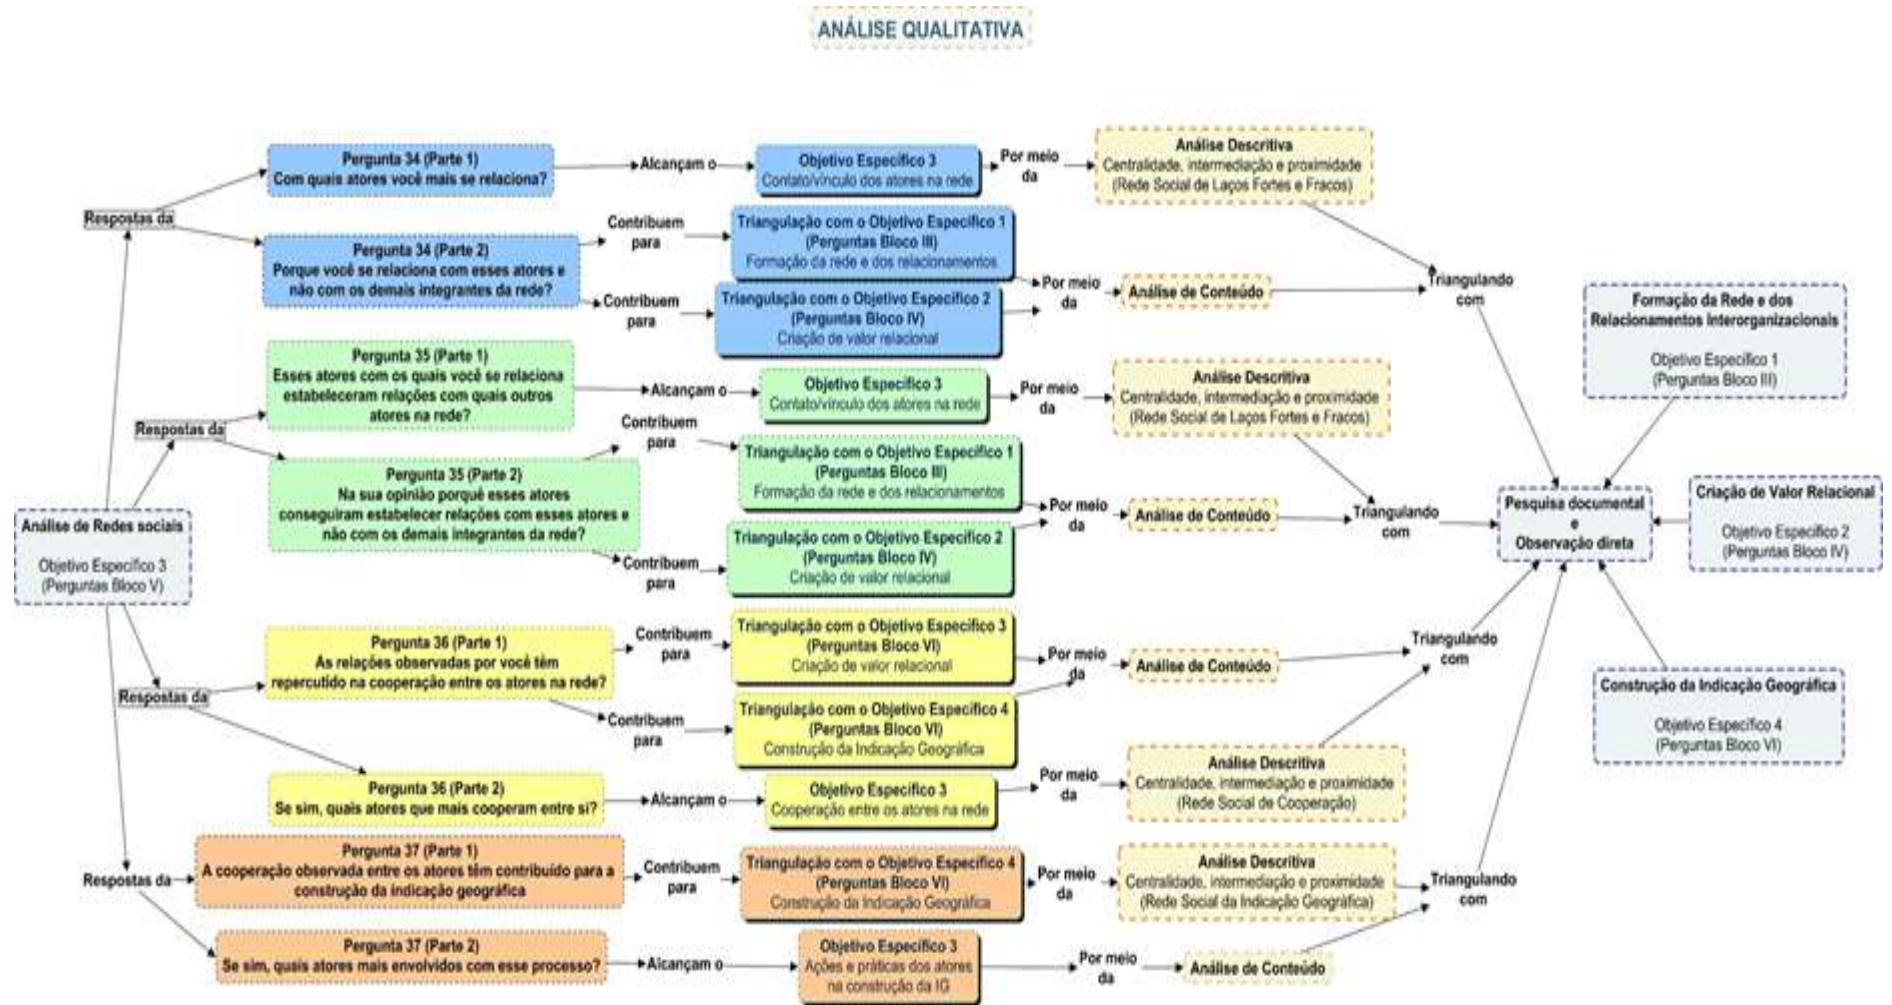 ANÁLISE QUALITATIVA
Análise de Redes sociais
Objetivo Específico 3
(Perguntas Bloco V)
Respostas da
Pergunta 34 (Parte 1)
Com quais atores você mais se relaciona?
Alcançam o
Objetivo Específico 3
Contato/vínculo dos atores na rede
Por meio
da
Análise Descritiva
Centralidade, intermediação e proximidade
(Rede Social de Laços Fortes e Fracos)
Pergunta 34 (Parte 2)
Porque você se relaciona com esses atores e
não com os demais integrantes da rede?
Contribuem
para
Triangulação com o Objetivo Específico 1
(Perguntas Bloco III)
Formação da rede e dos relacionamentos
Contribuem
para
Triangulação com o Objetivo Específico 2
(Perguntas Bloco IV)
Criação de valor relacional
Por meio
da
Análise de Conteúdo
Triangulando
com
Respostas da
Pergunta 35 (Parte 1)
Esses atores com os quais você se relaciona
estabeleceram relações com quais outros
atores na rede?
Alcançam o
Objetivo Específico 3
Contato/vínculo dos atores na rede
Por meio
da
Análise Descritiva
Centralidade, intermediação e proximidade
(Rede Social de Laços Fortes e Fracos)
Pergunta 35 (Parte 2)
Na sua opinião porquê esses atores
conseguiram estabelecer relações com esses atores e
não com os demais integrantes da rede?
Contribuem
para
Triangulação com o Objetivo Específico 1
(Perguntas Bloco III)
Formação da rede e dos relacionamentos
Contribuem
para
Triangulação com o Objetivo Específico 2
(Perguntas Bloco IV)
Criação de valor relacional
Por meio
da
Análise de Conteúdo
Triangulando
com
Respostas da
Pergunta 36 (Parte 1)
As relações observadas por você têm
repercutido na cooperação entre os atores na rede?
Contribuem
para
Triangulação com o Objetivo Específico 3
(Perguntas Bloco VI)
Criação de valor relacional
Contribuem
para
Triangulação com o Objetivo Específico 4
(Perguntas Bloco VI)
Construção da Indicação Geográfica
Por meio
da
Análise de Conteúdo
Triangulando
com
Pergunta 36 (Parte 2)
Se sim, quais atores que mais cooperam entre si?
Alcançam o
Objetivo Específico 3
Cooperação entre os atores na rede
Por meio
da
Análise Descritiva
Centralidade, intermediação e proximidade
(Rede Social de Cooperação)
Respostas da
Pergunta 37 (Parte 1)
A cooperação observada entre os atores têm contribuído para a
construção da indicação geográfica
Contribuem
para
Triangulação com o Objetivo Específico 4
(Perguntas Bloco VI)
Construção da Indicação Geográfica
Por meio
da
Análise Descritiva
Centralidade, intermediação e proximidade
(Rede Social da Indicação Geográfica)
Triangulando
com
Pergunta 37 (Parte 2)
Se sim, quais atores mais envolvidos com esse processo?
Alcançam o
Objetivo Específico 3
Ações e práticas dos atores
na construção da IG
Por meio
da
Análise de Conteúdo
Pesquisa documental
e
Observação direta
Formação da Rede e dos
Relacionamentos Interorganizacionais
Objetivo Específico 1
(Perguntas Bloco III)
Criação de Valor Relacional
Objetivo Específico 2
(Perguntas Bloco IV)
Construção da Indicação Geográfica
Objetivo Específico 4
(Perguntas Bloco VI)